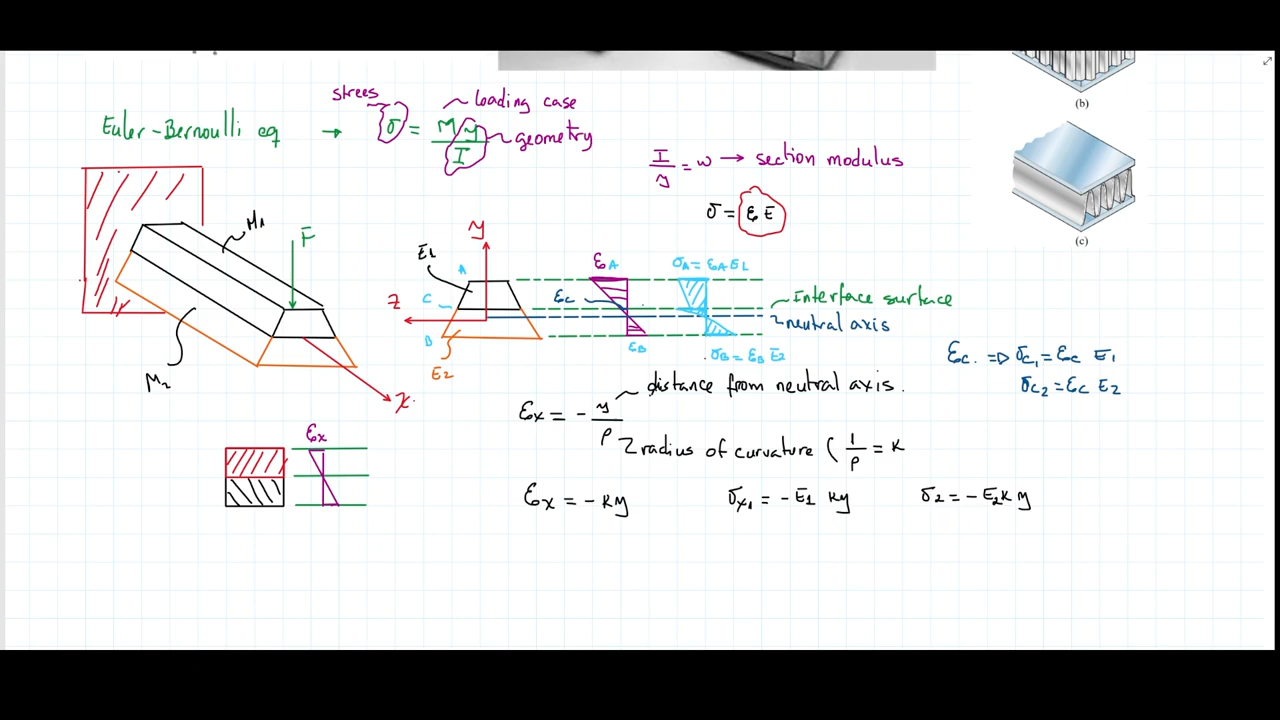 (b)
strees
loading case
Euler-Bernoulli eq → σ = My/I
geometry
I/y = w → section modulus
σ = ε E
(c)
M1
F
y
E1
A
C
B
Z
E2
εA
σA = εA E1
εc
Interface surface
neutral axis
εB
σB = εB E2
εc. ⇒ σc1 = εc E1
σc2 = εc E2
M2
X
distance from neutral axis.
εx = - y/ρ
radius of curvature ( 1/ρ = K
εx
εx = - Ky
σx1 = - E1 Ky
σ2 = - E2 K y